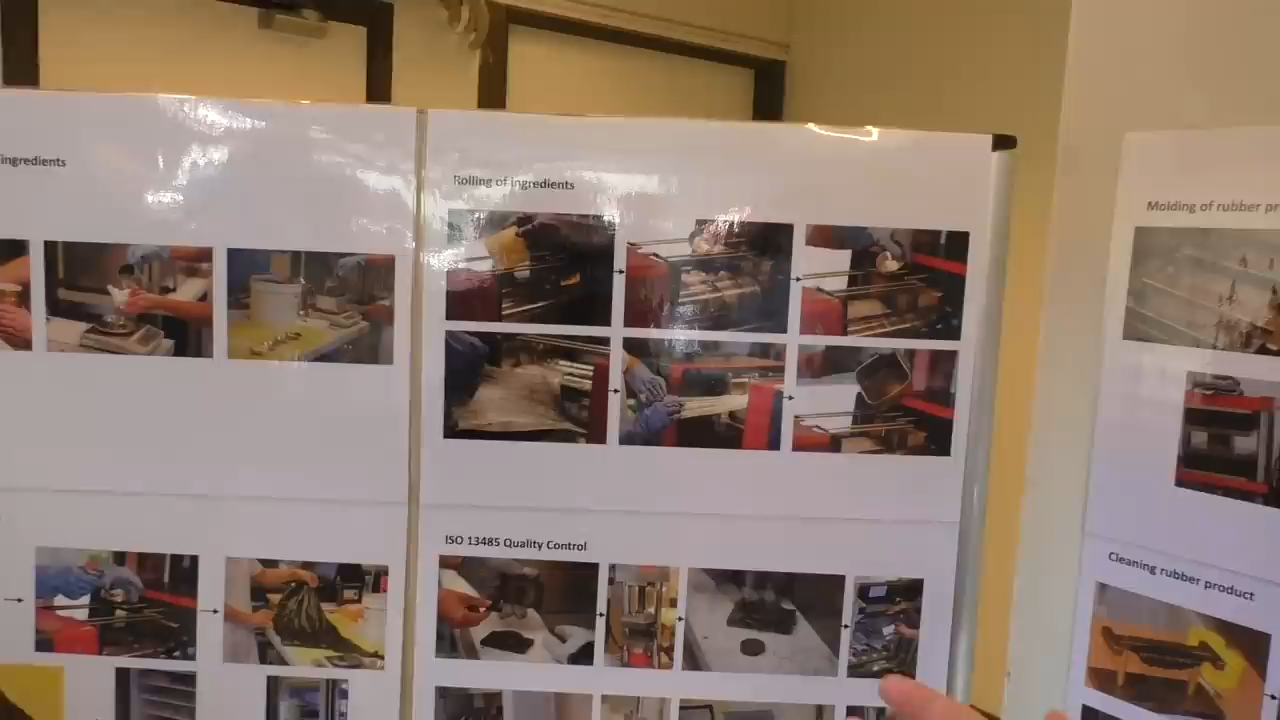 ingredients
Rolling of ingredients
Molding of rubber pr
ISO 13485 Quality Control
Cleaning rubber product